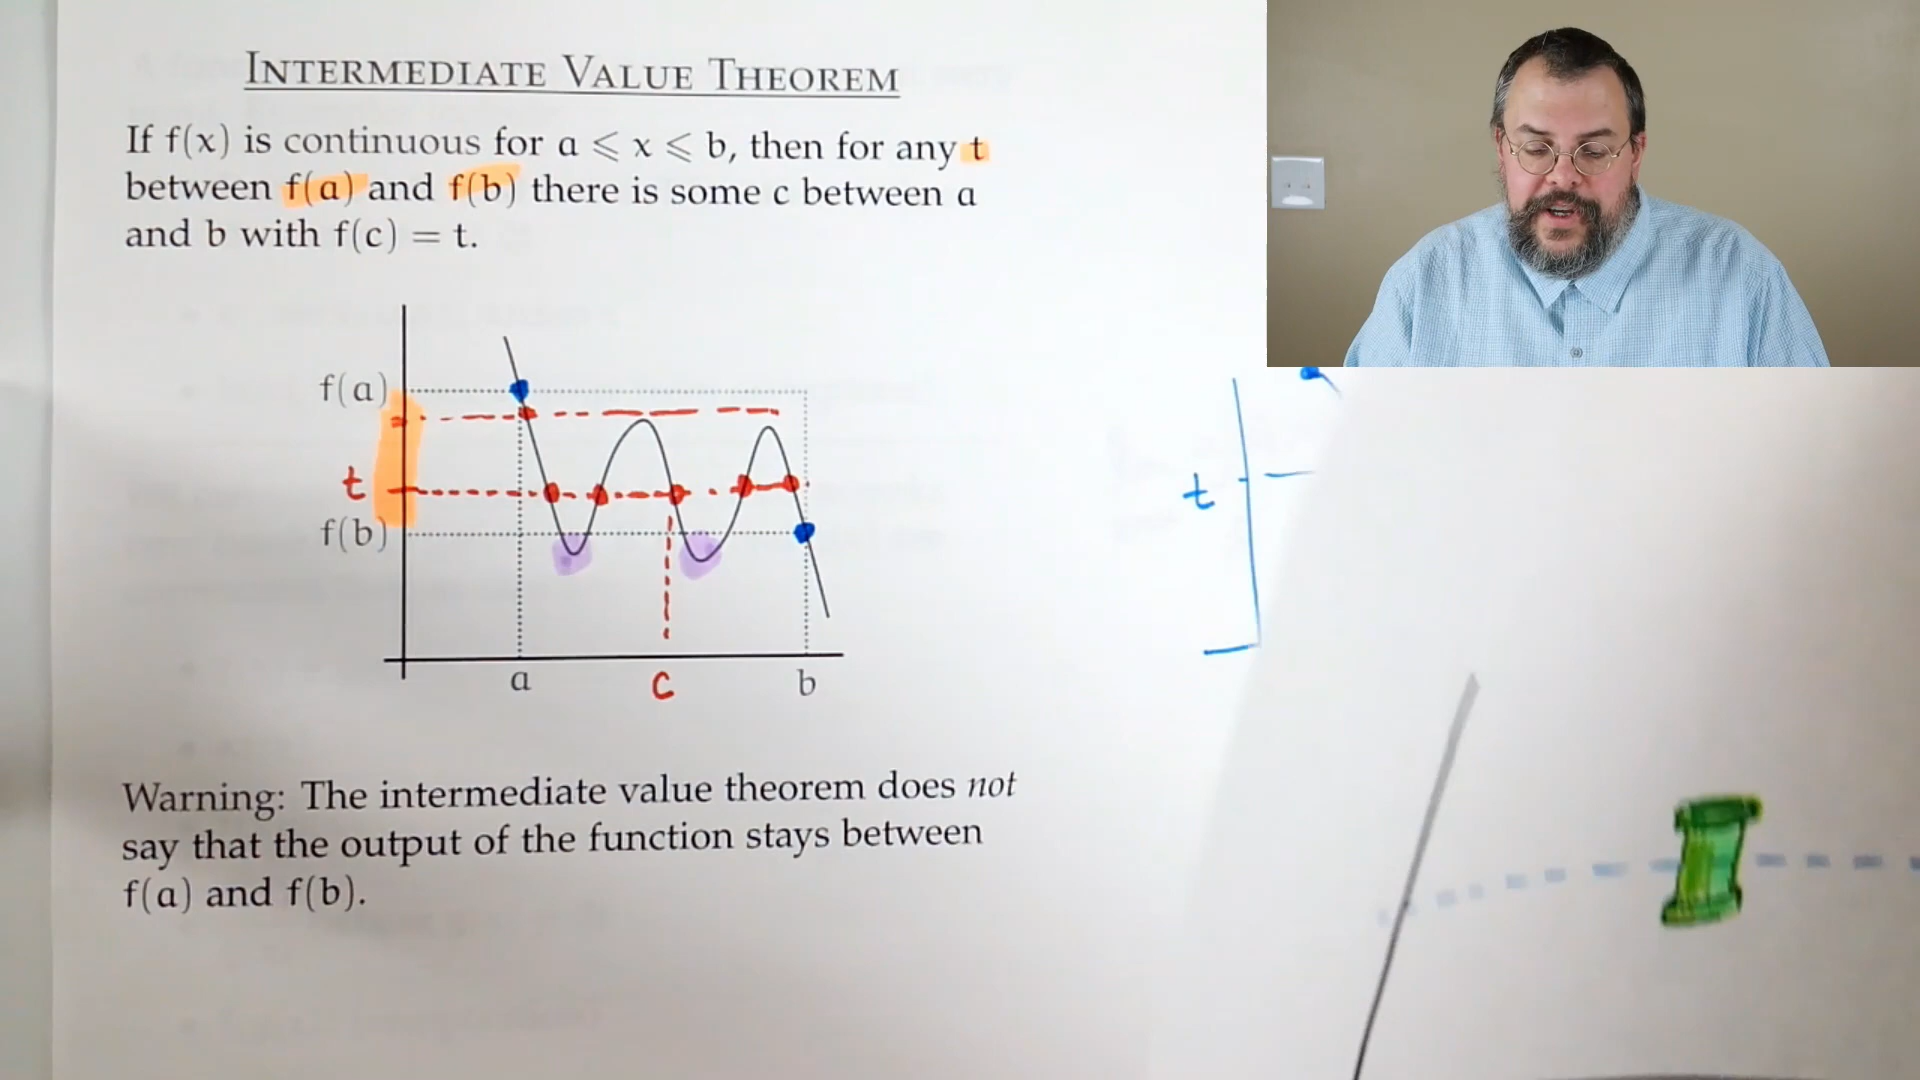 INTERMEDIATE VALUE THEOREM
If f(x) is continuous for a ⩽ x ⩽ b, then for any t
between f(a) and f(b) there is some c between a
and b with f(c) = t.
f(a)
t
f(b)
a
c
b
t
Warning: The intermediate value theorem does not
say that the output of the function stays between
f(a) and f(b).